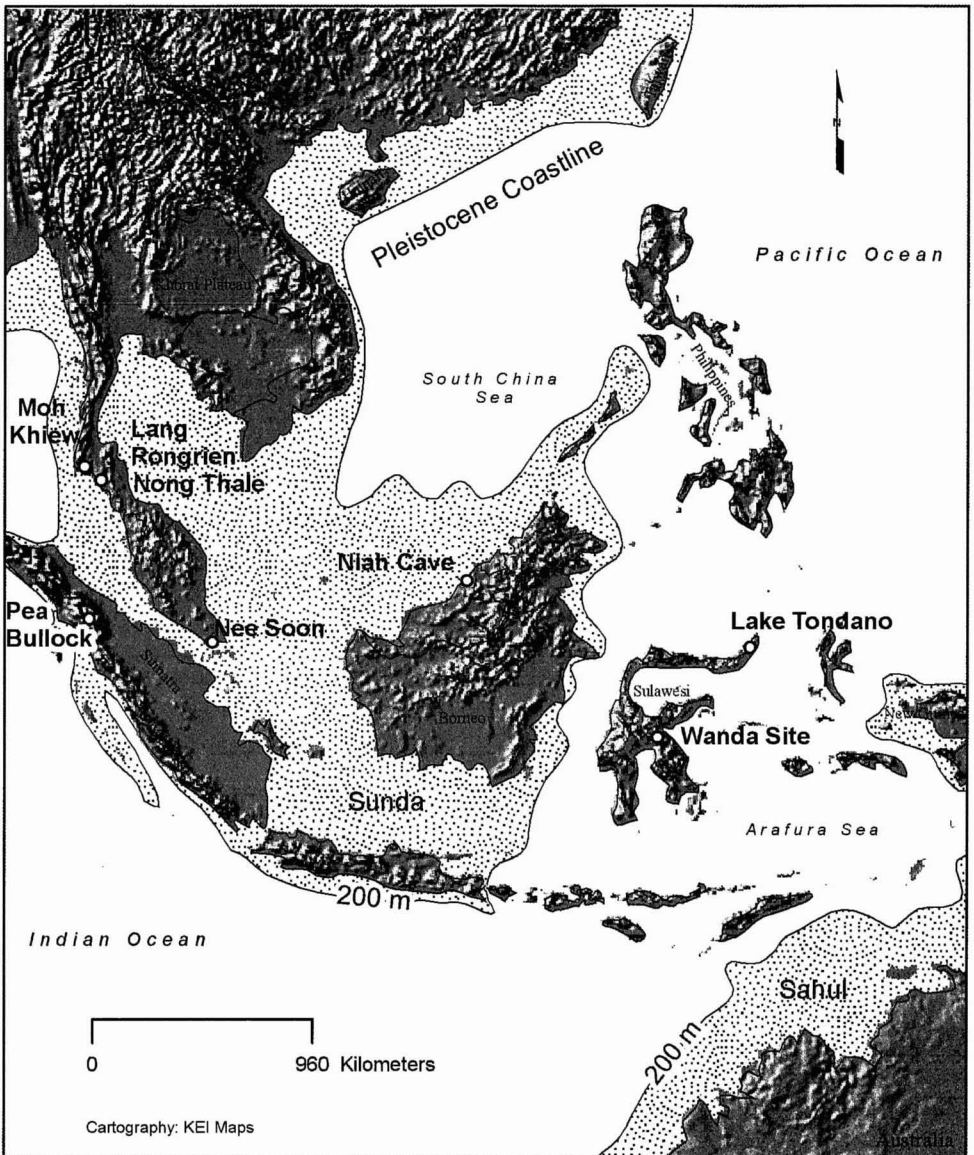 N
Pleistocene Coastline
Pacific Ocean
Khorat Plateau
Philippines
South China
Sea
Moh
Khiew
Lang
Rongrien
Nong Thale
Niah Cave
Pea
Bullock
Nee Soon
Lake Tondano
Sumatra
Sulawesi
Borneo
Wanda Site
Sunda
Arafura Sea
200 m
Indian Ocean
Sahul
200 m
0 960 Kilometers
Cartography: KEI Maps
Australia